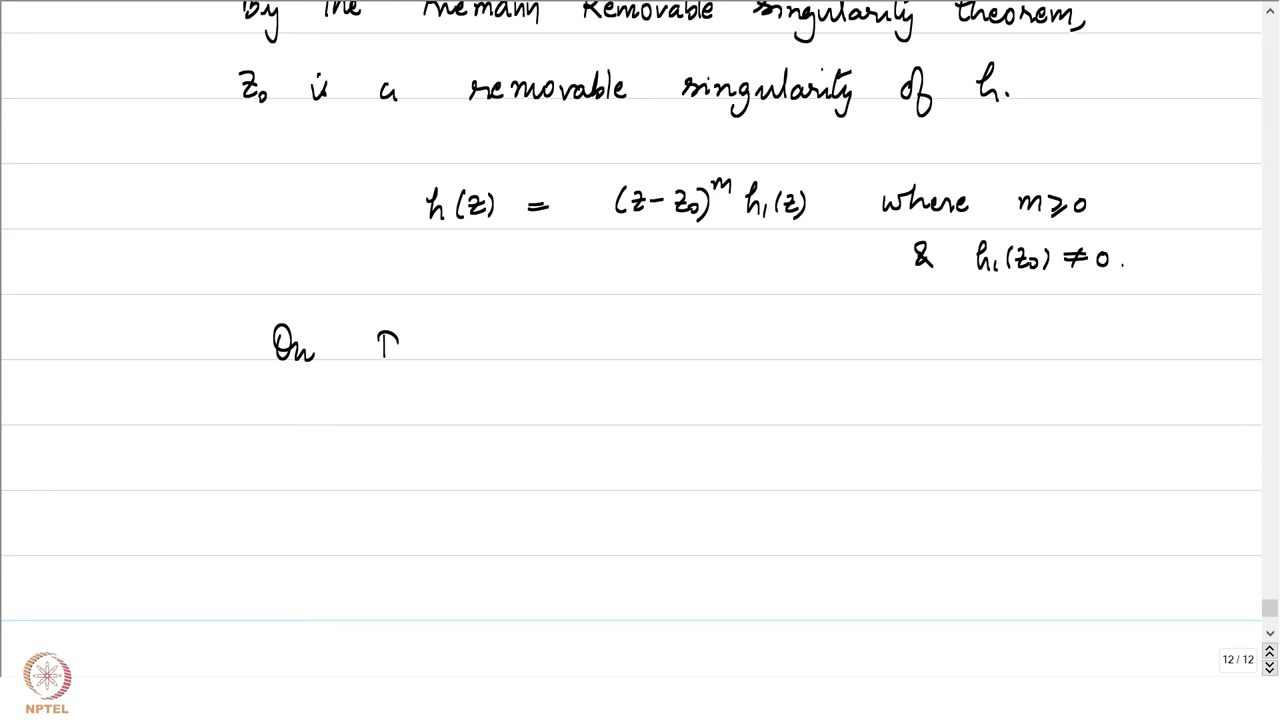 By the Riemann Removable singularity theorem,
z₀ is a removable singularity of h.
h(z) = (z-z₀)ᵐ h₁(z) where m ⩾ 0
& h₁(z₀) ≠ 0.
On
12 / 12
NPTEL